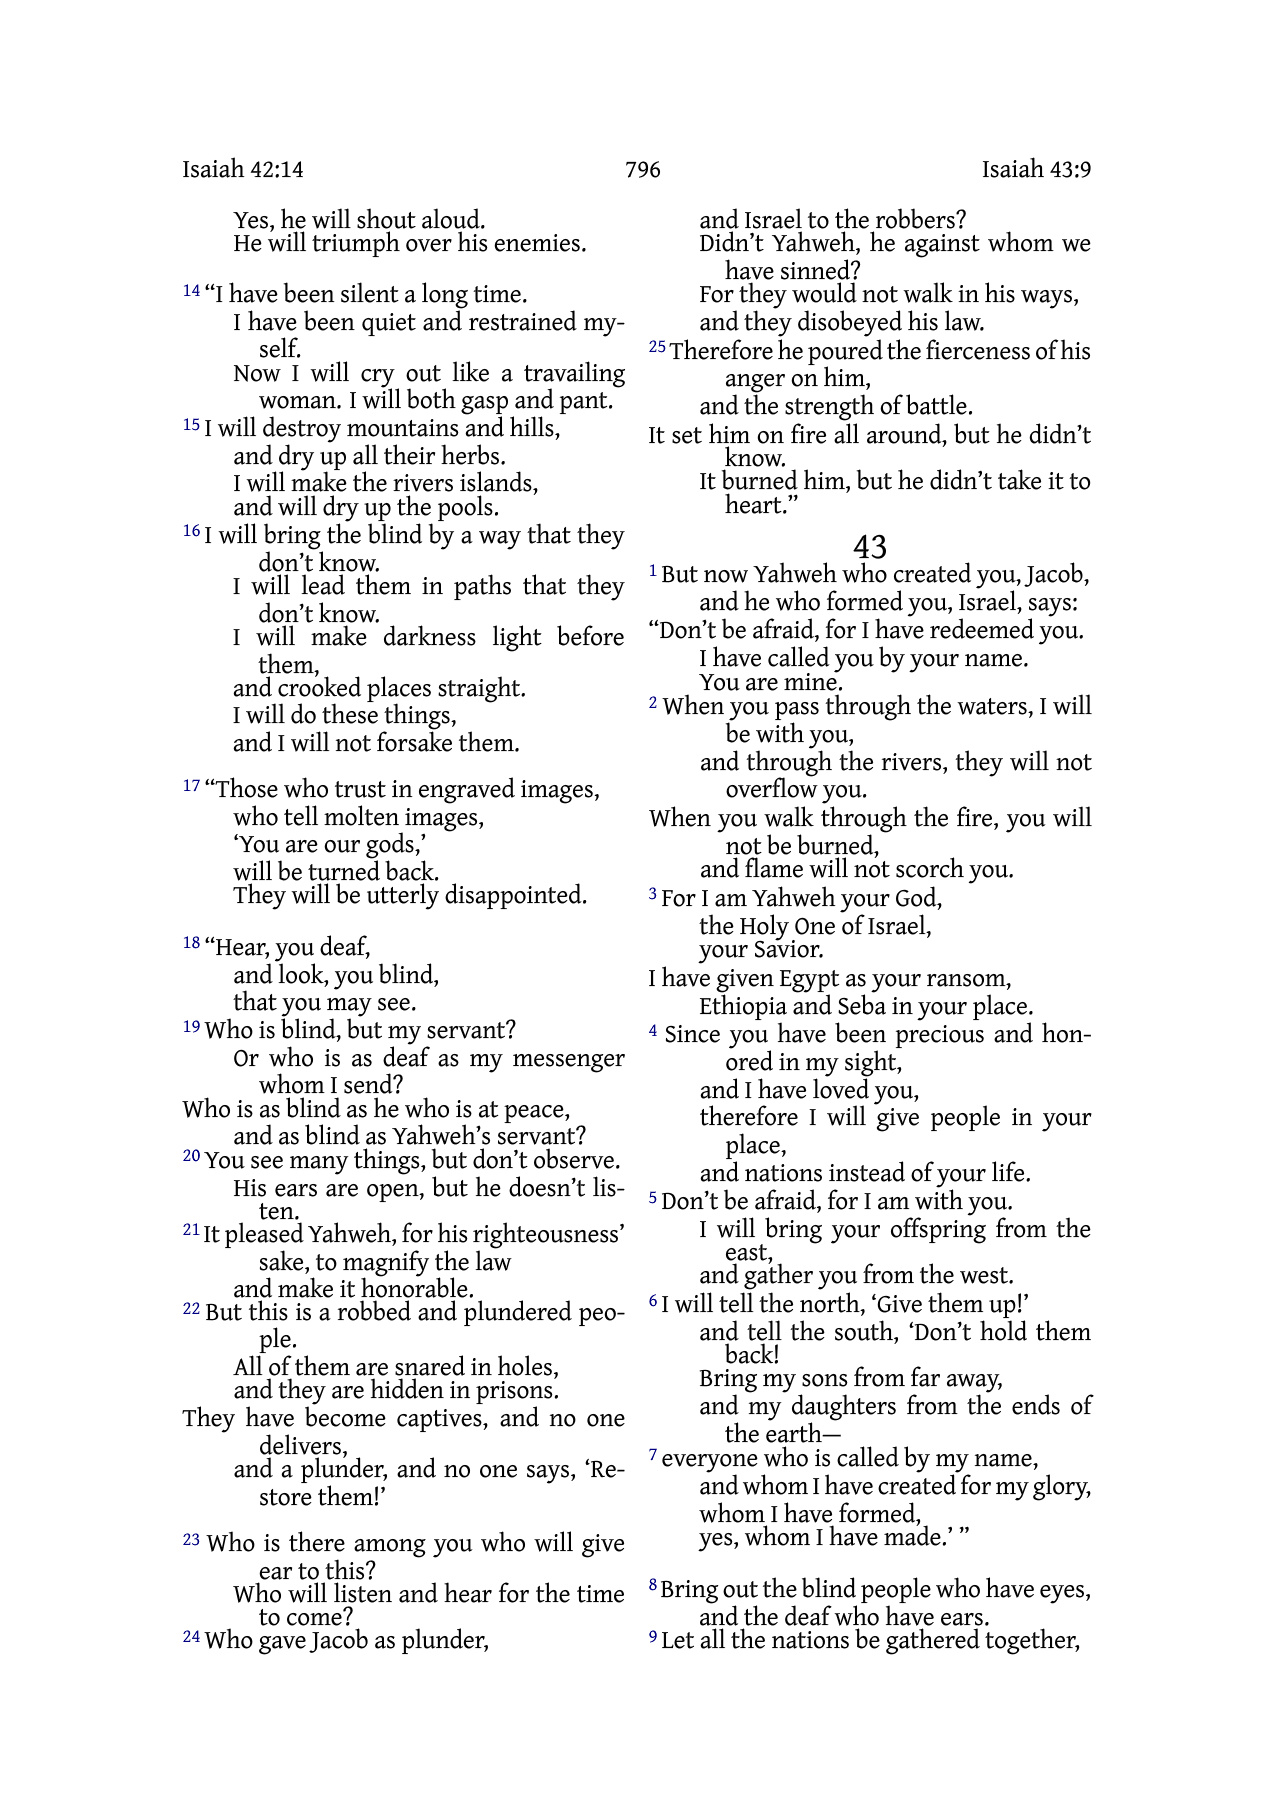 Isaiah 42:14
796
Isaiah 43:9
Yes, he will shout aloud.
He will triumph over his enemies.
14 “I have been silent a long time.
I have been quiet and restrained my-
self.
Now I will cry out like a travailing
woman. I will both gasp and pant.
15 I will destroy mountains and hills,
and dry up all their herbs.
I will make the rivers islands,
and will dry up the pools.
16 I will bring the blind by a way that they
don’t know.
I will lead them in paths that they
don’t know.
I will make darkness light before
them,
and crooked places straight.
I will do these things,
and I will not forsake them.
17 “Those who trust in engraved images,
who tell molten images,
‘You are our gods,’
will be turned back.
They will be utterly disappointed.
18 “Hear, you deaf,
and look, you blind,
that you may see.
19 Who is blind, but my servant?
Or who is as deaf as my messenger
whom I send?
Who is as blind as he who is at peace,
and as blind as Yahweh’s servant?
20 You see many things, but don’t observe.
His ears are open, but he doesn’t lis-
ten.
21 It pleased Yahweh, for his righteousness’
sake, to magnify the law
and make it honorable.
22 But this is a robbed and plundered peo-
ple.
All of them are snared in holes,
and they are hidden in prisons.
They have become captives, and no one
delivers,
and a plunder, and no one says, ‘Re-
store them!’
23 Who is there among you who will give
ear to this?
Who will listen and hear for the time
to come?
24 Who gave Jacob as plunder,
and Israel to the robbers?
Didn’t Yahweh, he against whom we
have sinned?
For they would not walk in his ways,
and they disobeyed his law.
25 Therefore he poured the fierceness of his
anger on him,
and the strength of battle.
It set him on fire all around, but he didn’t
know.
It burned him, but he didn’t take it to
heart.”
43
1 But now Yahweh who created you, Jacob,
and he who formed you, Israel, says:
“Don’t be afraid, for I have redeemed you.
I have called you by your name.
You are mine.
2 When you pass through the waters, I will
be with you,
and through the rivers, they will not
overflow you.
When you walk through the fire, you will
not be burned,
and flame will not scorch you.
3 For I am Yahweh your God,
the Holy One of Israel,
your Savior.
I have given Egypt as your ransom,
Ethiopia and Seba in your place.
4 Since you have been precious and hon-
ored in my sight,
and I have loved you,
therefore I will give people in your
place,
and nations instead of your life.
5 Don’t be afraid, for I am with you.
I will bring your offspring from the
east,
and gather you from the west.
6 I will tell the north, ‘Give them up!’
and tell the south, ‘Don’t hold them
back!
Bring my sons from far away,
and my daughters from the ends of
the earth—
7 everyone who is called by my name,
and whom I have created for my glory,
whom I have formed,
yes, whom I have made.’ ”
8 Bring out the blind people who have eyes,
and the deaf who have ears.
9 Let all the nations be gathered together,